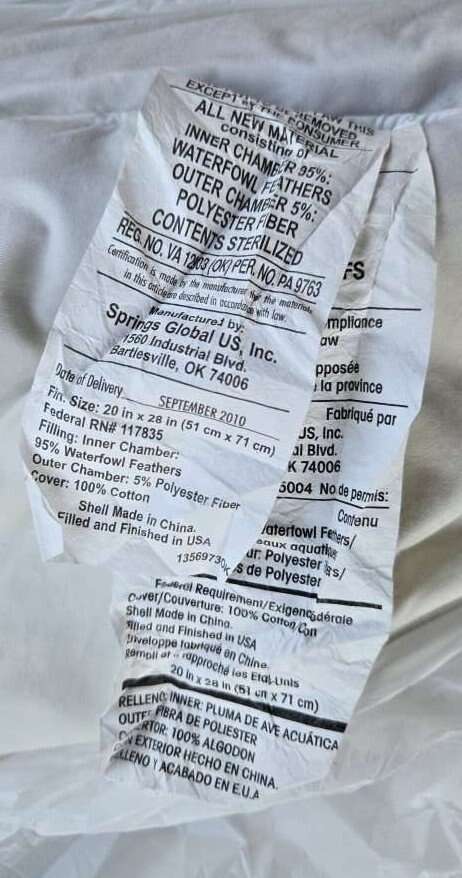 REMOVED
EXCEPT BY THE CONSUMER
ALL NEW MATERIAL
consisting of
INNER CHAMBER 95%:
WATERFOWL FEATHERS
OUTER CHAMBER 5%:
POLYESTER FIBER
CONTENTS STERILIZED
REG. NO. VA (OK) PER. NO. PA 9763
Certification is made by the manufacturer that the materials
in this article are described in accordance with law.
Manufactured by:
Springs Global US, Inc.
1560 Industrial Blvd.
Bartlesville, OK 74006
Date of Delivery SEPTEMBER 2010
Fin. Size: 20 in x 28 in (51 cm x 71 cm)
Federal RN# 117835
Filling: Inner Chamber:
95% Waterfowl Feathers
Outer Chamber: 5% Polyester Fiber
Cover: 100% Cotton
Shell Made in China.
Filled and Finished in USA
1356973
FS
mpliance
aw
pposée
la province
Fabriqué par
US, Inc.
al Blvd.
K 74006
5004 No de permis:
Contenu
aterfowl
eaux
ur: Polyester
s de Polyester
Federal Requirement/Exigence
Cover/Couverture: 100% Cotton
Shell Made in China.
Filled and Finished in USA
Enveloppe fabriqué en Chine.
20 in x 28 in (51 cm x 71 cm)
RELLENO: INNER: PLUMA DE AVE ACUÁTICA
OUTER FIBRA DE POLIESTER
100% ALGODON
EXTERIOR HECHO EN CHINA.
LLENO Y ACABADO EN E.U.A